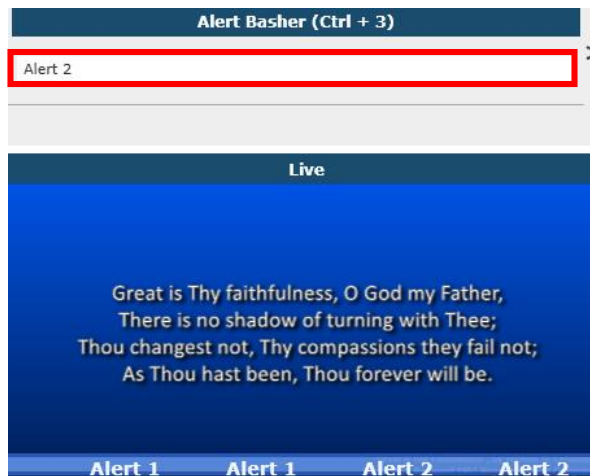 Alert Basher (Ctrl + 3)
Alert 2
Live
Great is Thy faithfulness, O God my Father,
There is no shadow of turning with Thee;
Thou changest not, Thy compassions they fail not;
As Thou hast been, Thou forever will be.
Alert 1 Alert 1 Alert 2 Alert 2